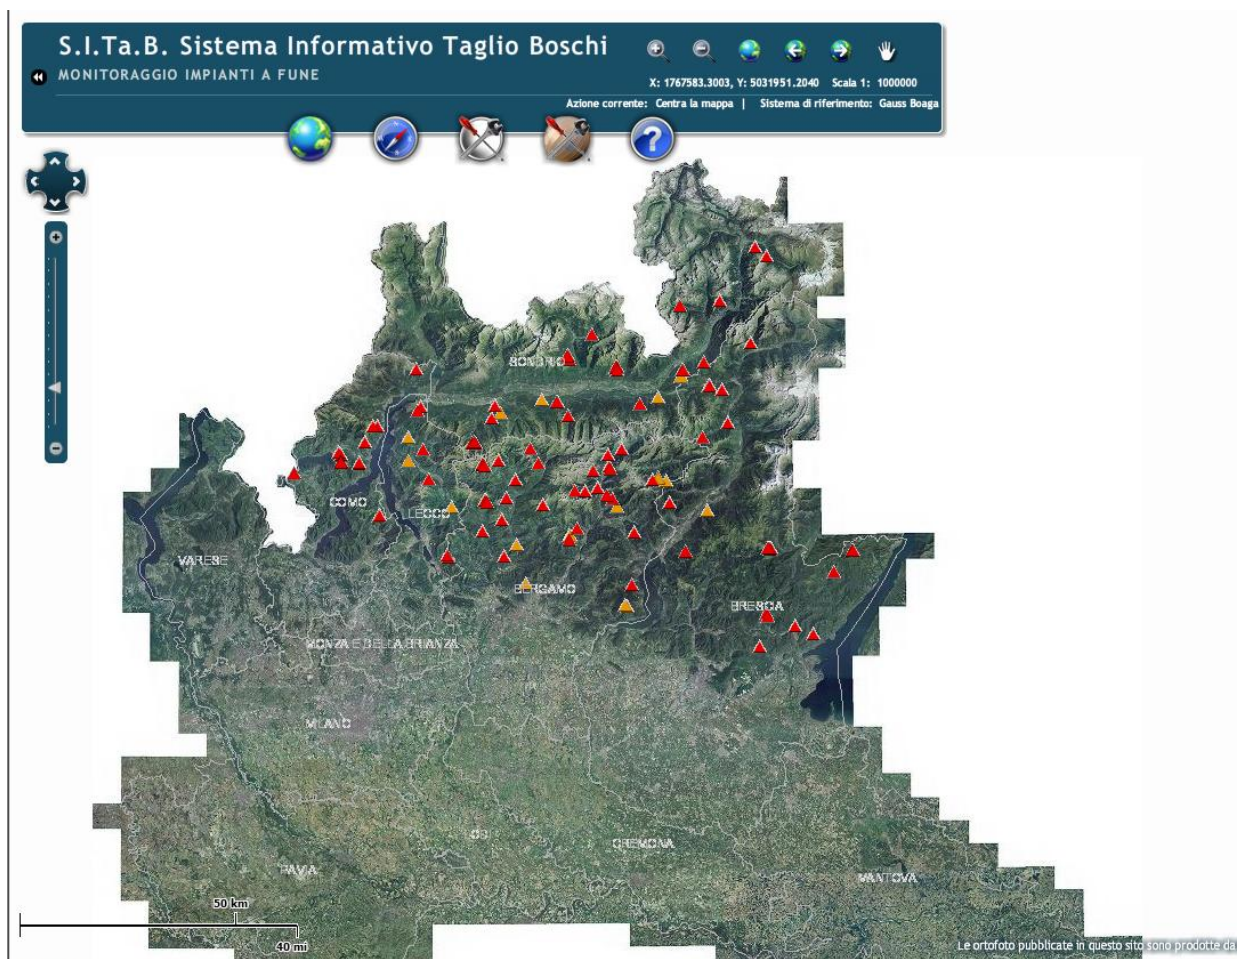 S.I.Ta.B. Sistema Informativo Taglio Boschi
MONITORAGGIO IMPIANTI A FUNE
X: 1767583.3003, Y: 5031951.2040 Scala 1: 1000000
Azione corrente: Centra la mappa | Sistema di riferimento: Gauss Boaga
SONDRIO
COMO
LECCO
VARESE
BERGAMO
BRESCIA
MONZA E DELLA BRIANZA
MILANO
CREMONA
PAVIA
MANTOVA
50 km
40 mi
Le ortofoto pubblicate in questo sito sono prodotte da